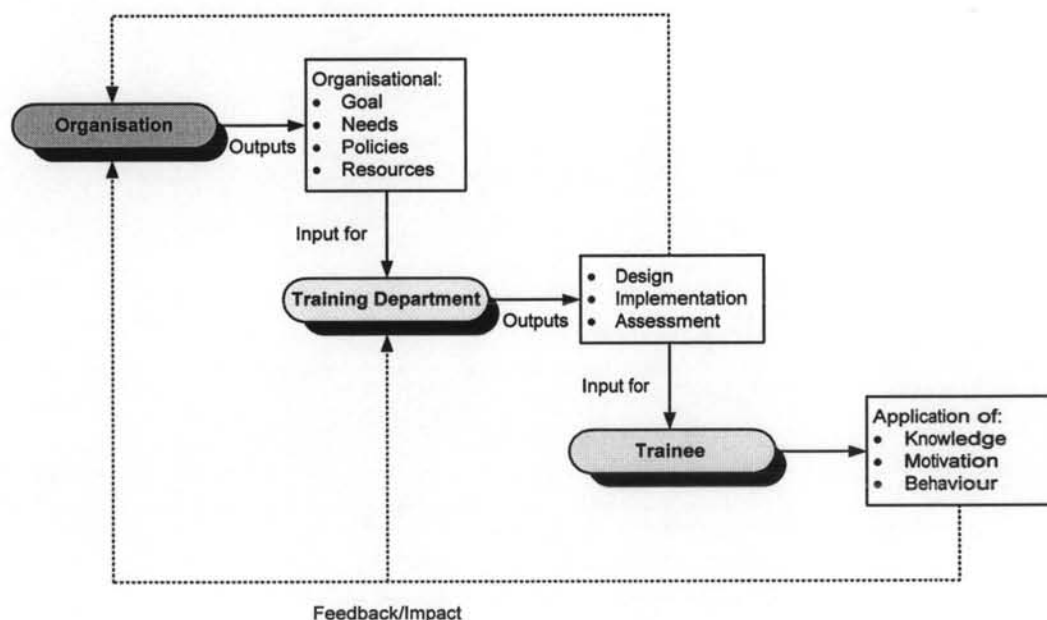 Organisation
Outputs
Organisational:
• Goal
• Needs
• Policies
• Resources
Input for
Training Department
Outputs
• Design
• Implementation
• Assessment
Input for
Trainee
Application of:
• Knowledge
• Motivation
• Behaviour
Feedback/Impact